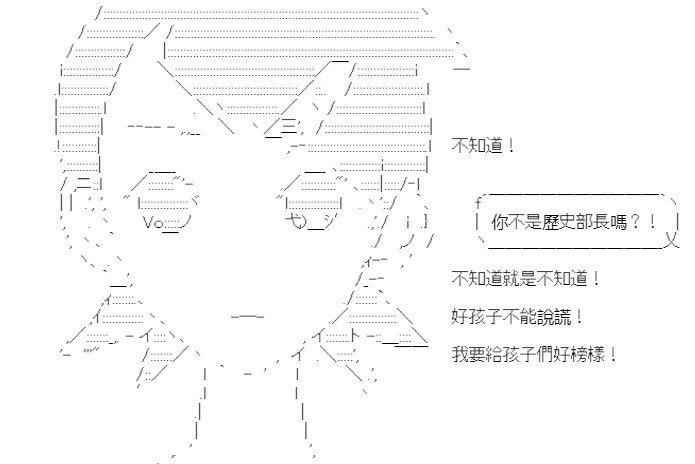 不知道！
你不是歷史部長嗎？！
不知道就是不知道！
好孩子不能說謊！
我要給孩子們好榜樣！